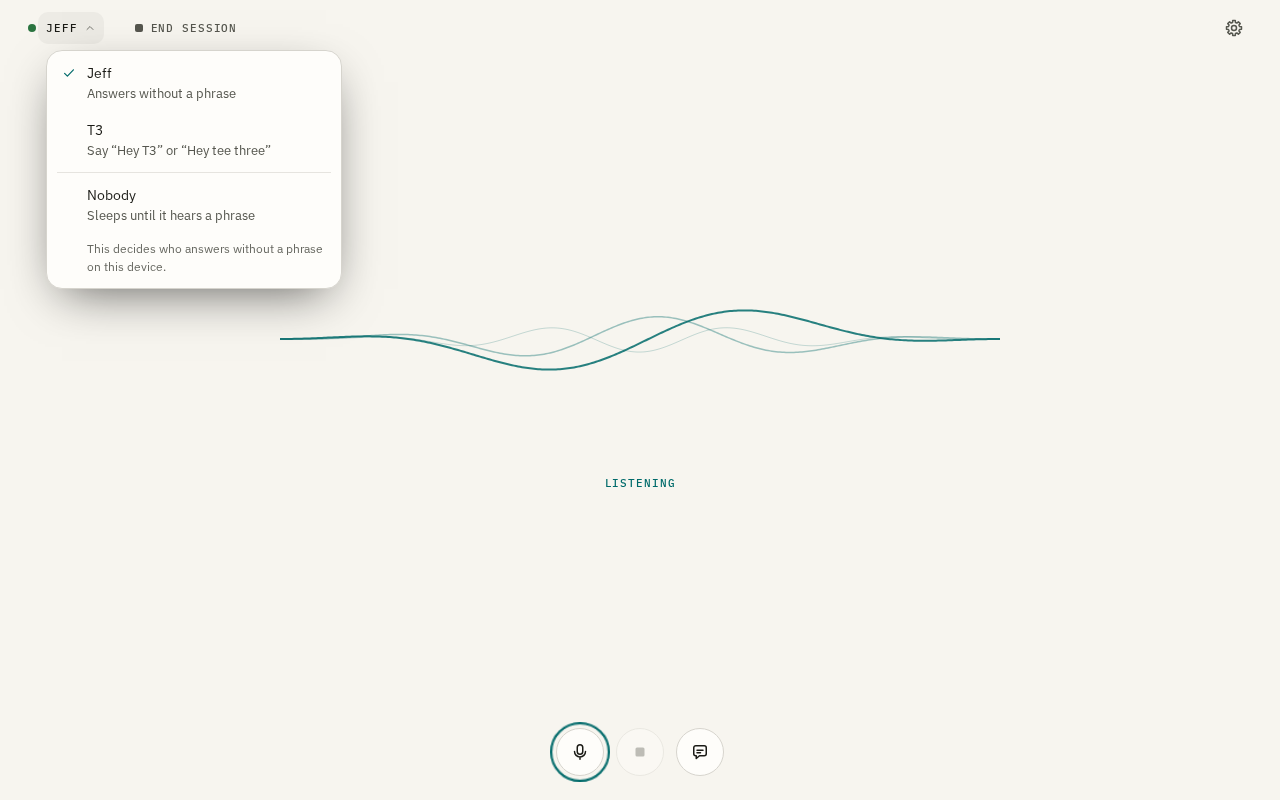 JEFF
END SESSION
Jeff
Answers without a phrase
T3
Say “Hey T3” or “Hey tee three”
Nobody
Sleeps until it hears a phrase
This decides who answers without a phrase
on this device.
LISTENING